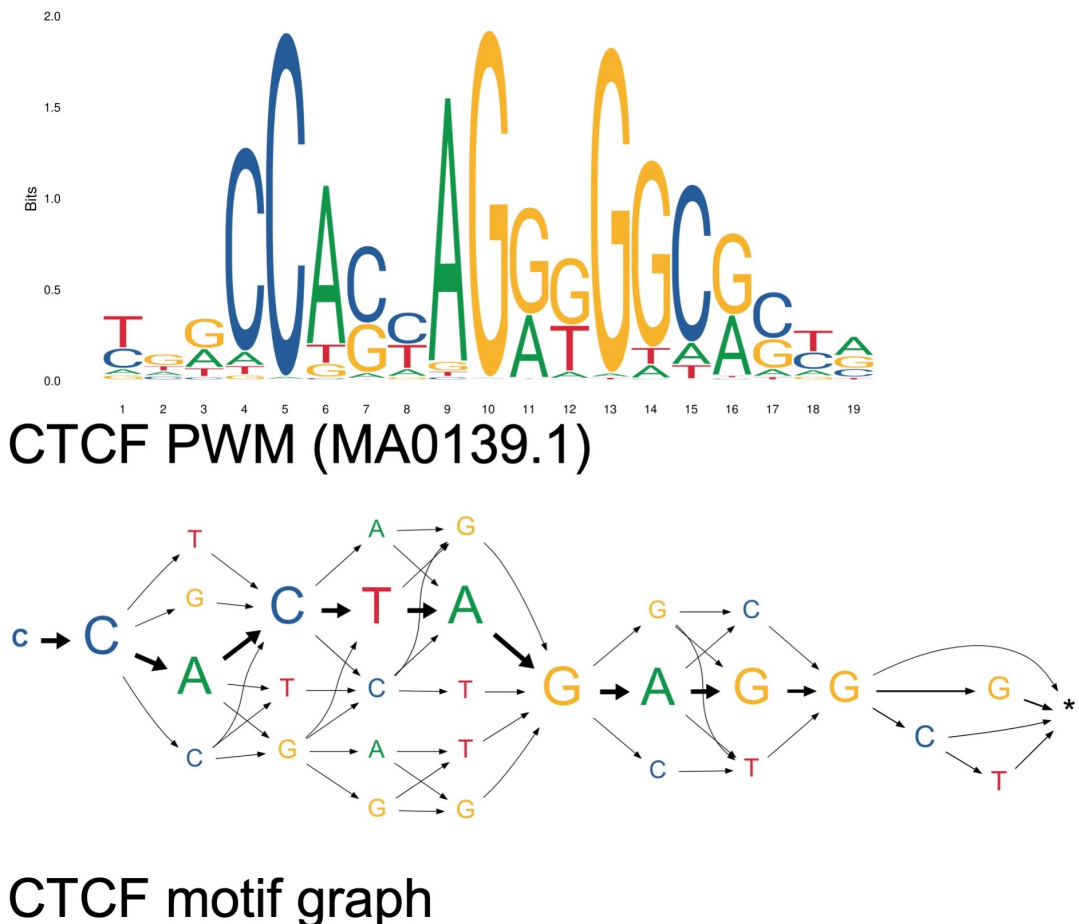 2.0
1.5
1.0
0.5
0.0
Bits
T G G C C A C C A G G G G G C G C T A
C T A A T G T G A T T A A G C G
A T T G A A T A A T A A C
1 2 3 4 5 6 7 8 9 10 11 12 13 14 15 16 17 18 19
CTCF PWM (MA0139.1)
A G
T
G C T A G C
c C
A T C T G A G G G *
C
C G A T C T
T
G G
CTCF motif graph